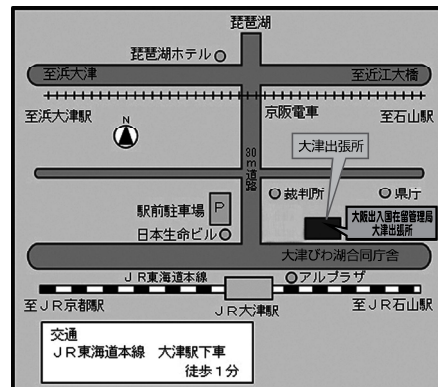 琵琶湖
琵琶湖ホテル
至浜大津
至近江大橋
至浜大津駅
京阪電車
至石山駅
N
大津出張所
30m道路
裁判所
県庁
駅前駐車場
P
大阪出入国在留管理局
大津出張所
日本生命ビル
大津びわ湖合同庁舎
JR東海道本線
アルプラザ
至JR京都駅
JR大津駅
至JR石山駅
交通
JR東海道本線 大津駅下車
徒歩1分